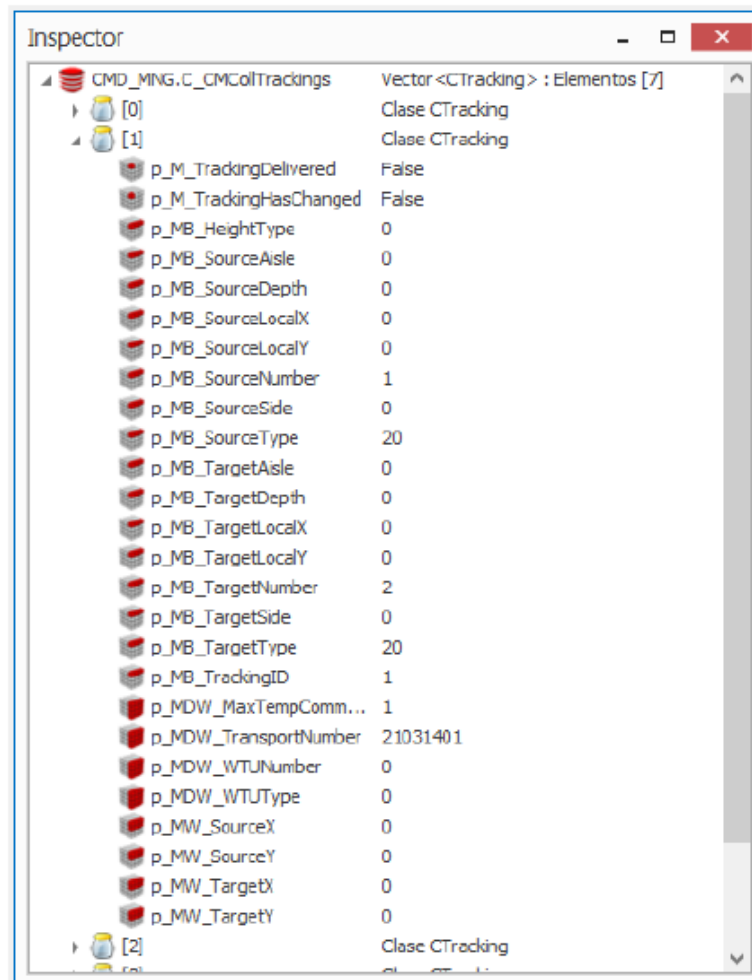 Inspector
CMD_MNG.C_CMCollTrackings Vector<CTracking> : Elementos [7]
[0] Clase CTracking
[1] Clase CTracking
p_M_TrackingDelivered False
p_M_TrackingHasChanged False
p_MB_HeightType 0
p_MB_SourceAisle 0
p_MB_SourceDepth 0
p_MB_SourceLocalX 0
p_MB_SourceLocalY 0
p_MB_SourceNumber 1
p_MB_SourceSide 0
p_MB_SourceType 20
p_MB_TargetAisle 0
p_MB_TargetDepth 0
p_MB_TargetLocalX 0
p_MB_TargetLocalY 0
p_MB_TargetNumber 2
p_MB_TargetSide 0
p_MB_TargetType 20
p_MB_TrackingID 1
p_MDW_MaxTempComm... 1
p_MDW_TransportNumber 21031401
p_MDW_WTUNumber 0
p_MDW_WTUType 0
p_MW_SourceX 0
p_MW_SourceY 0
p_MW_TargetX 0
p_MW_TargetY 0
[2] Clase CTracking